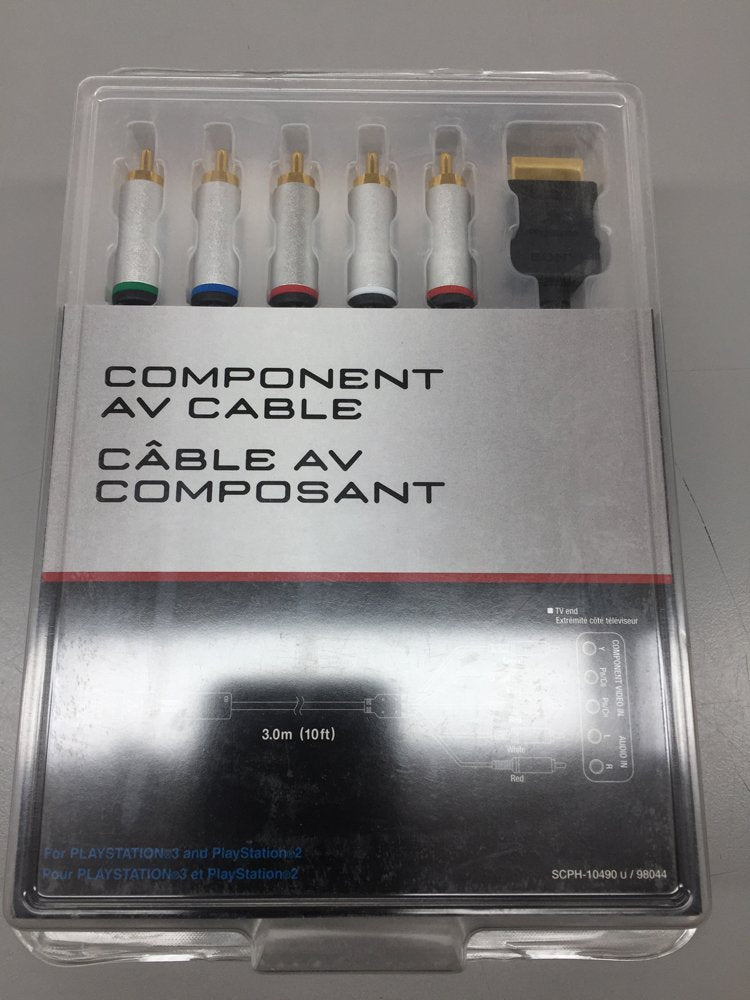 SONY
COMPONENT
AV CABLE
CÂBLE AV
COMPOSANT
■ TV end
Extrémité côté téléviseur
COMPONENT VIDEO IN
Y
PB/CB
PR/CR
AUDIO IN
L
R
3.0m (10ft)
White
Red
For PLAYSTATION®3 and PlayStation®2
Pour PLAYSTATION®3 et PlayStation®2
SCPH-10490 U / 98044